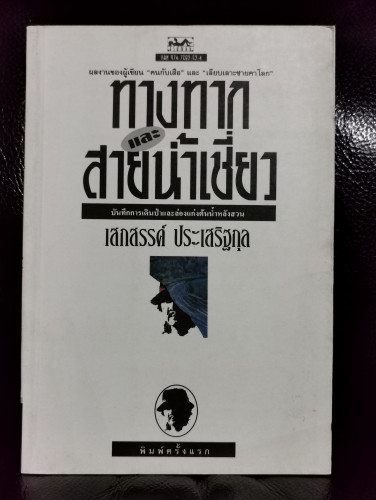 ผลงานของผู้เขียน "คนกับเสือ" และ "เลียบเลาะชายคาโลก"
ทางทาก
และ
สายน้ำเชี่ยว
บันทึกการเดินป่าและล่องแก่งต้นน้ำหลังสวน
เสกสรรค์ ประเสริฐกุล
พิมพ์ครั้งแรก